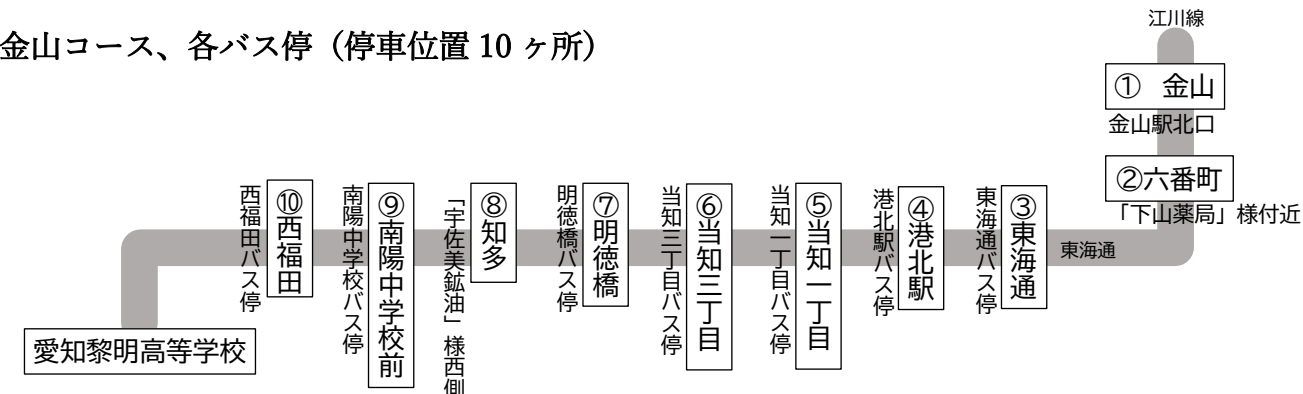 金山コース、各バス停（停車位置 10 ヶ所）
江川線
① 金山
金山駅北口
②六番町
「下山薬局」様付近
東海通
③東海通
東海通バス停
④港北駅
港北駅バス停
⑤当知一丁目
当知一丁目バス停
⑥当知三丁目
当知三丁目バス停
⑦明徳橋
明徳橋バス停
⑧知多
「宇佐美鉱油」様西側
⑨南陽中学校前
南陽中学校バス停
⑩西福田
西福田バス停
愛知黎明高等学校